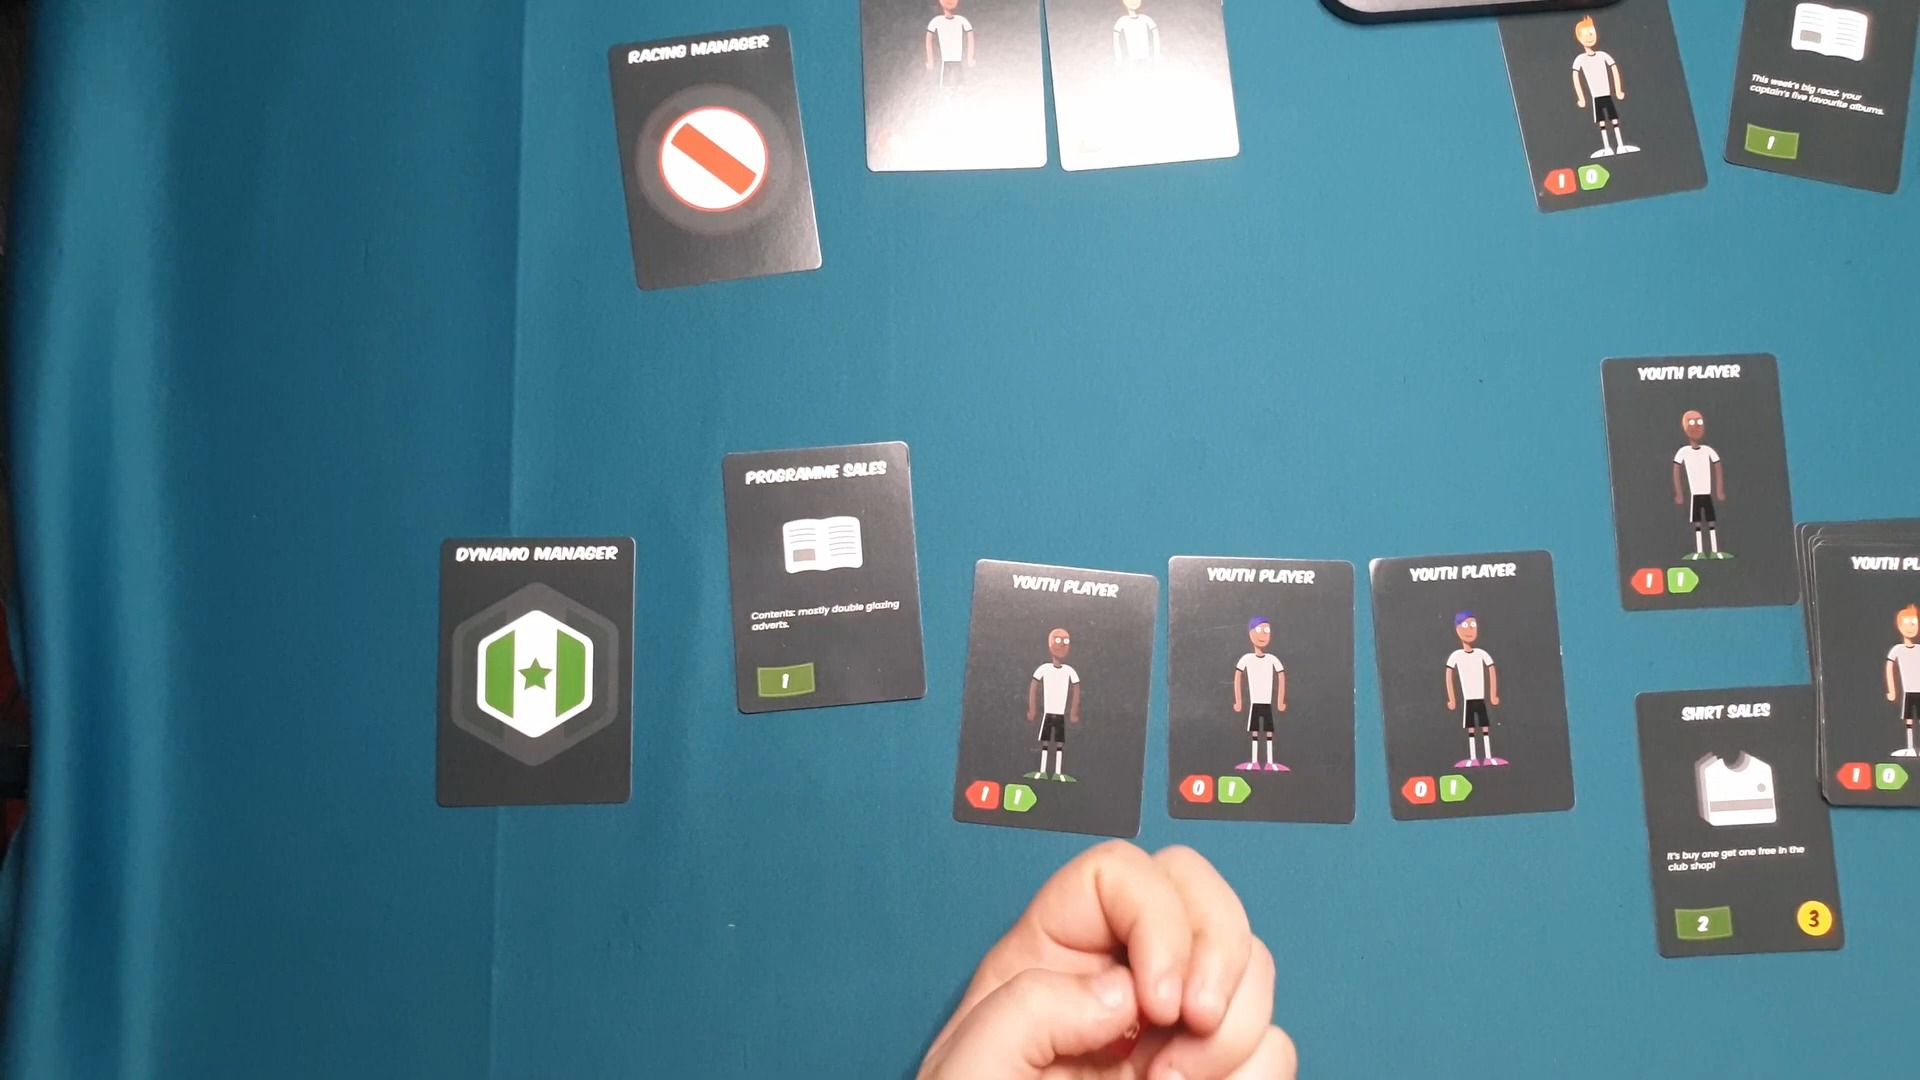 RACING MANAGER
1
0
This week's big read: your
captain's five favourite albums.
1
YOUTH PLAYER
1
1
PROGRAMME SALES
Contents: mostly double glazing
adverts.
1
DYNAMO MANAGER
YOUTH PLAYER
1
1
YOUTH PLAYER
0
1
YOUTH PLAYER
0
1
YOUTH PL
1
0
SHIRT SALES
It's buy one get one free in the
club shop!
2
3